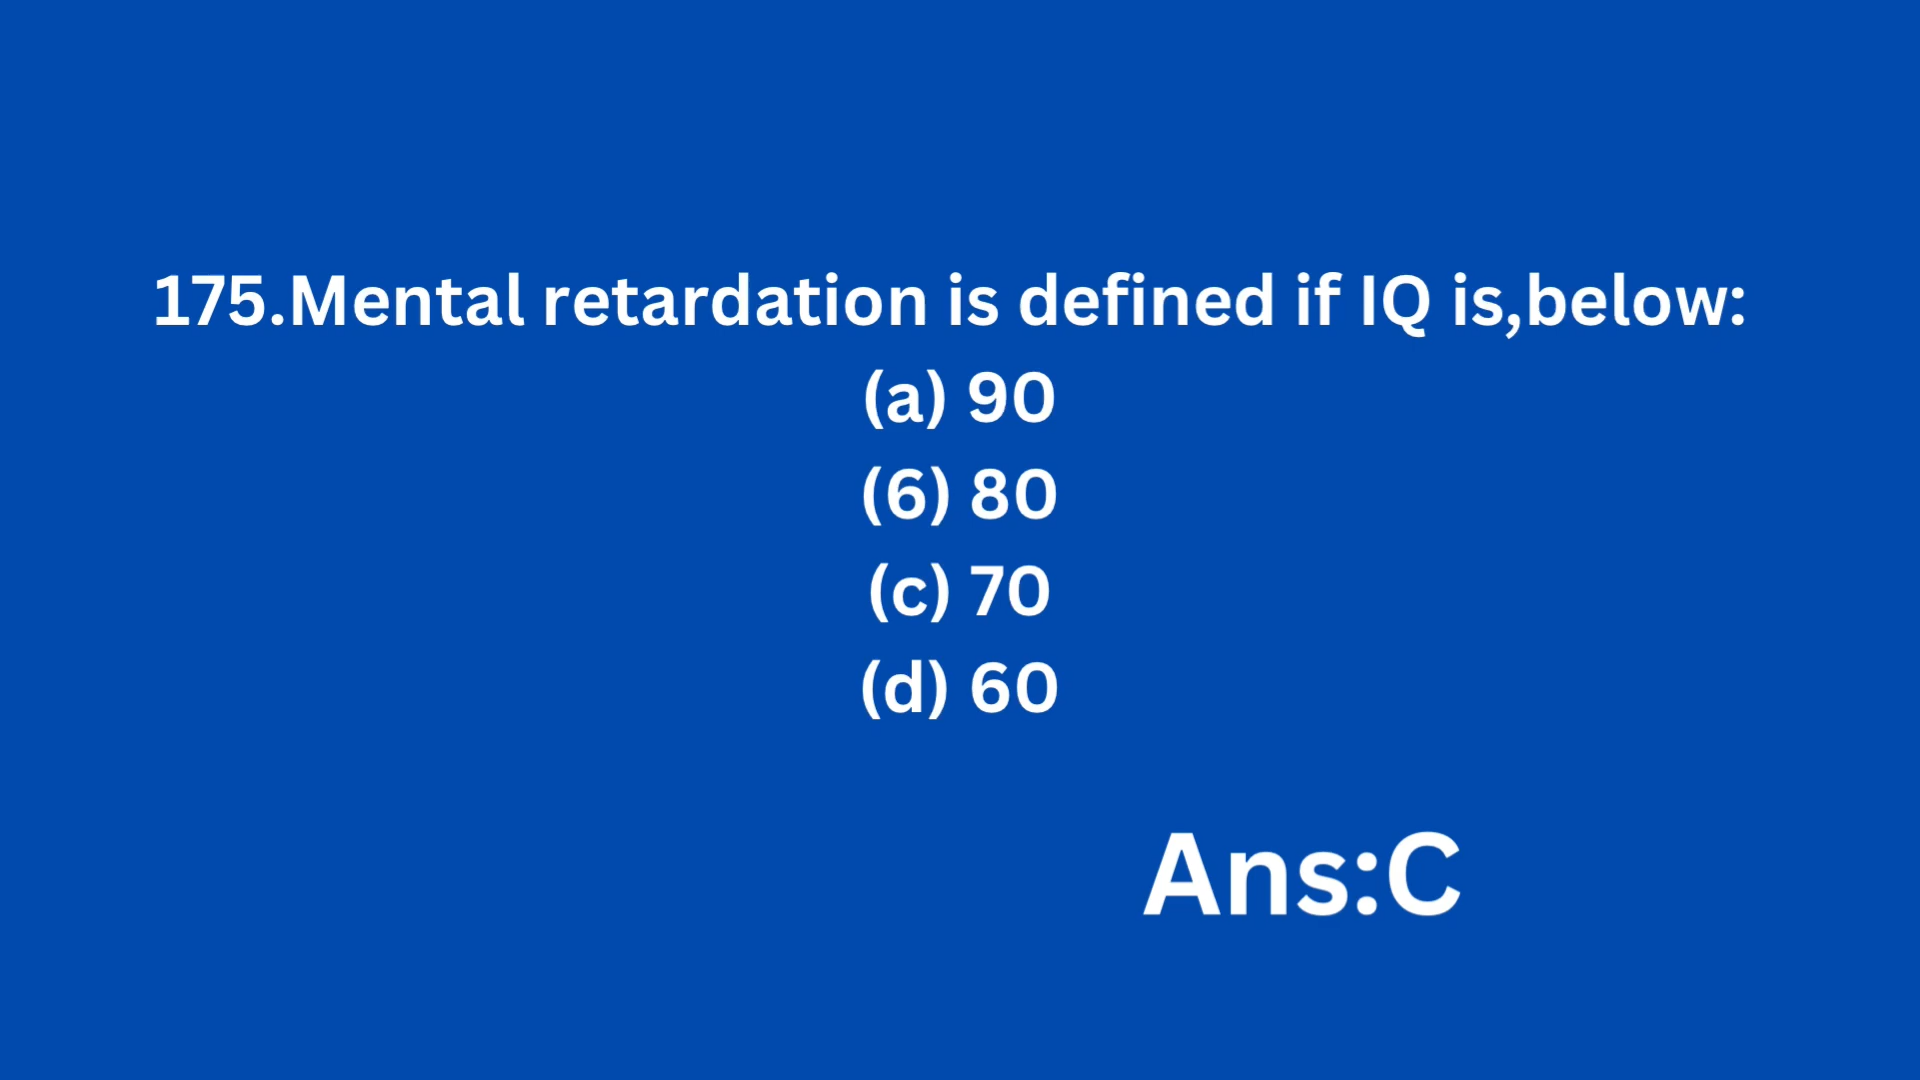 175.Mental retardation is defined if IQ is,below:
(a) 90
(6) 80
(c) 70
(d) 60
Ans:C